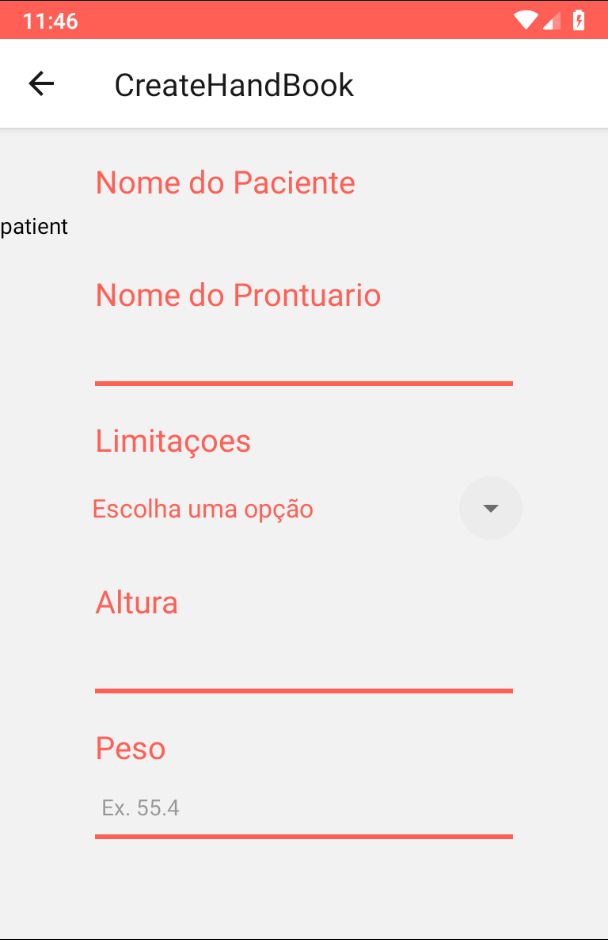 11:46
CreateHandBook
Nome do Paciente
patient
Nome do Prontuario
Limitaçoes
Escolha uma opção
Altura
Peso
Ex. 55.4